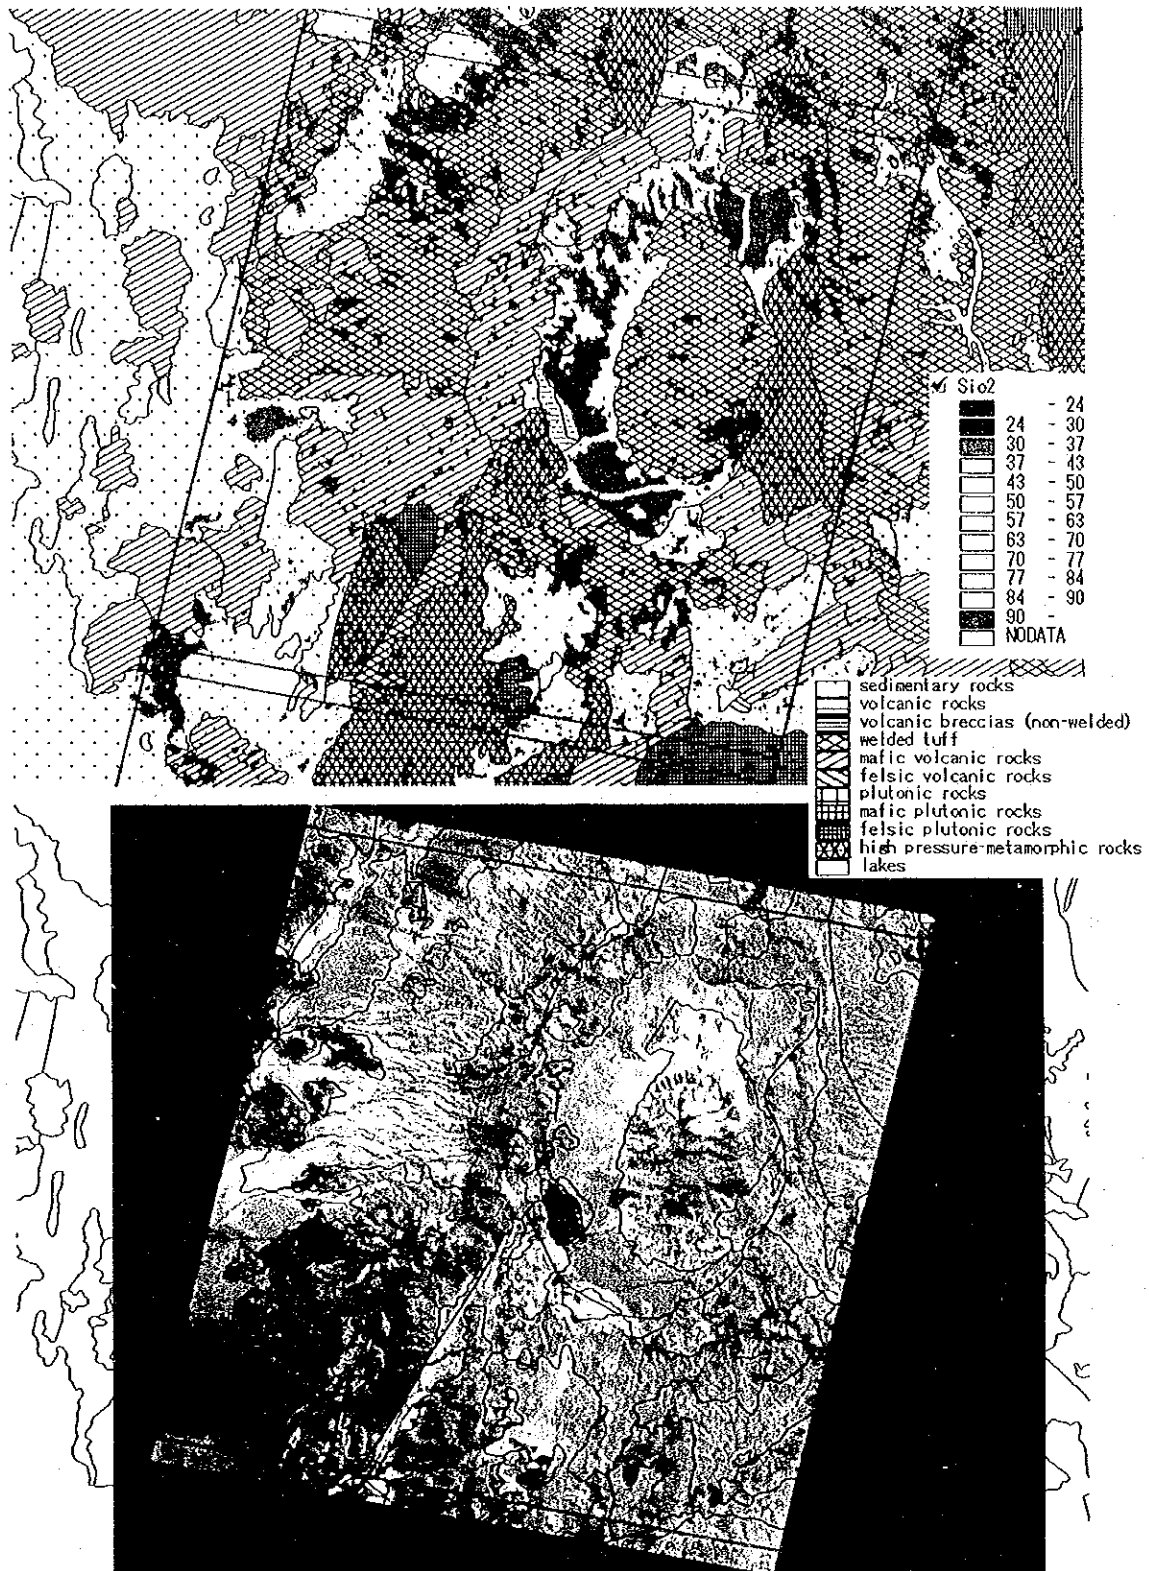 Sio2
- 24
24 - 30
30 - 37
37 - 43
43 - 50
50 - 57
57 - 63
63 - 70
70 - 77
77 - 84
84 - 90
90 -
NODATA
sedimentary rocks
volcanic rocks
volcanic breccias (non-welded)
welded tuff
mafic volcanic rocks
felsic volcanic rocks
plutonic rocks
mafic plutonic rocks
felsic plutonic rocks
high pressure-metamorphic rocks
lakes